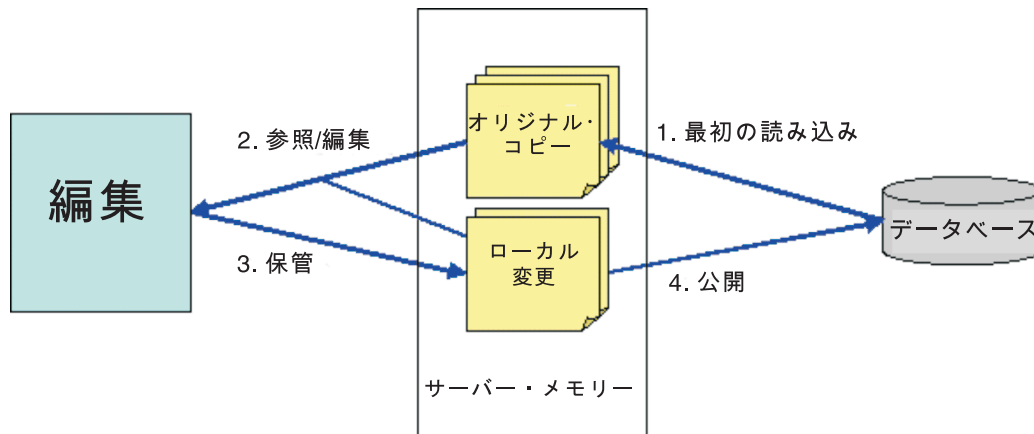 オリジナル・
コピー
1. 最初の読み込み
2. 参照/編集
編集
データベース
3. 保管
ローカル
変更
4. 公開
サーバー・メモリー